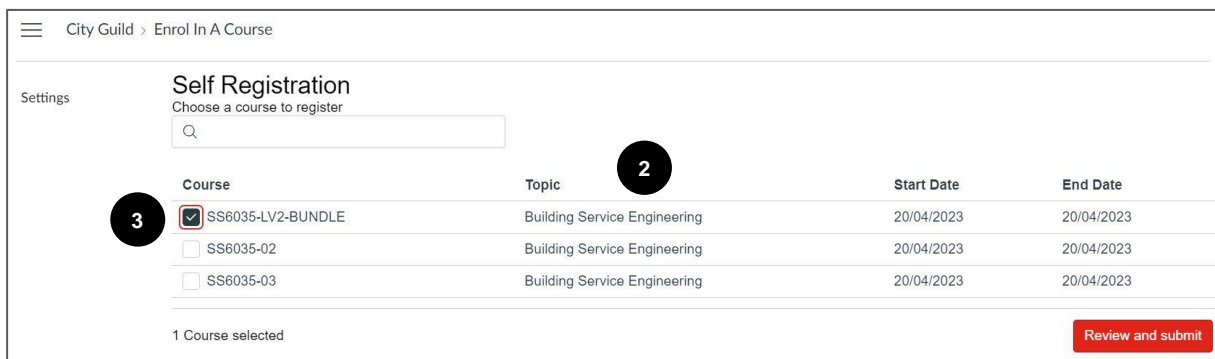 City Guild > Enrol In A Course
Settings
Self Registration
Choose a course to register
2
Course Topic Start Date End Date
3
SS6035-LV2-BUNDLE Building Service Engineering 20/04/2023 20/04/2023
SS6035-02 Building Service Engineering 20/04/2023 20/04/2023
SS6035-03 Building Service Engineering 20/04/2023 20/04/2023
1 Course selected Review and submit